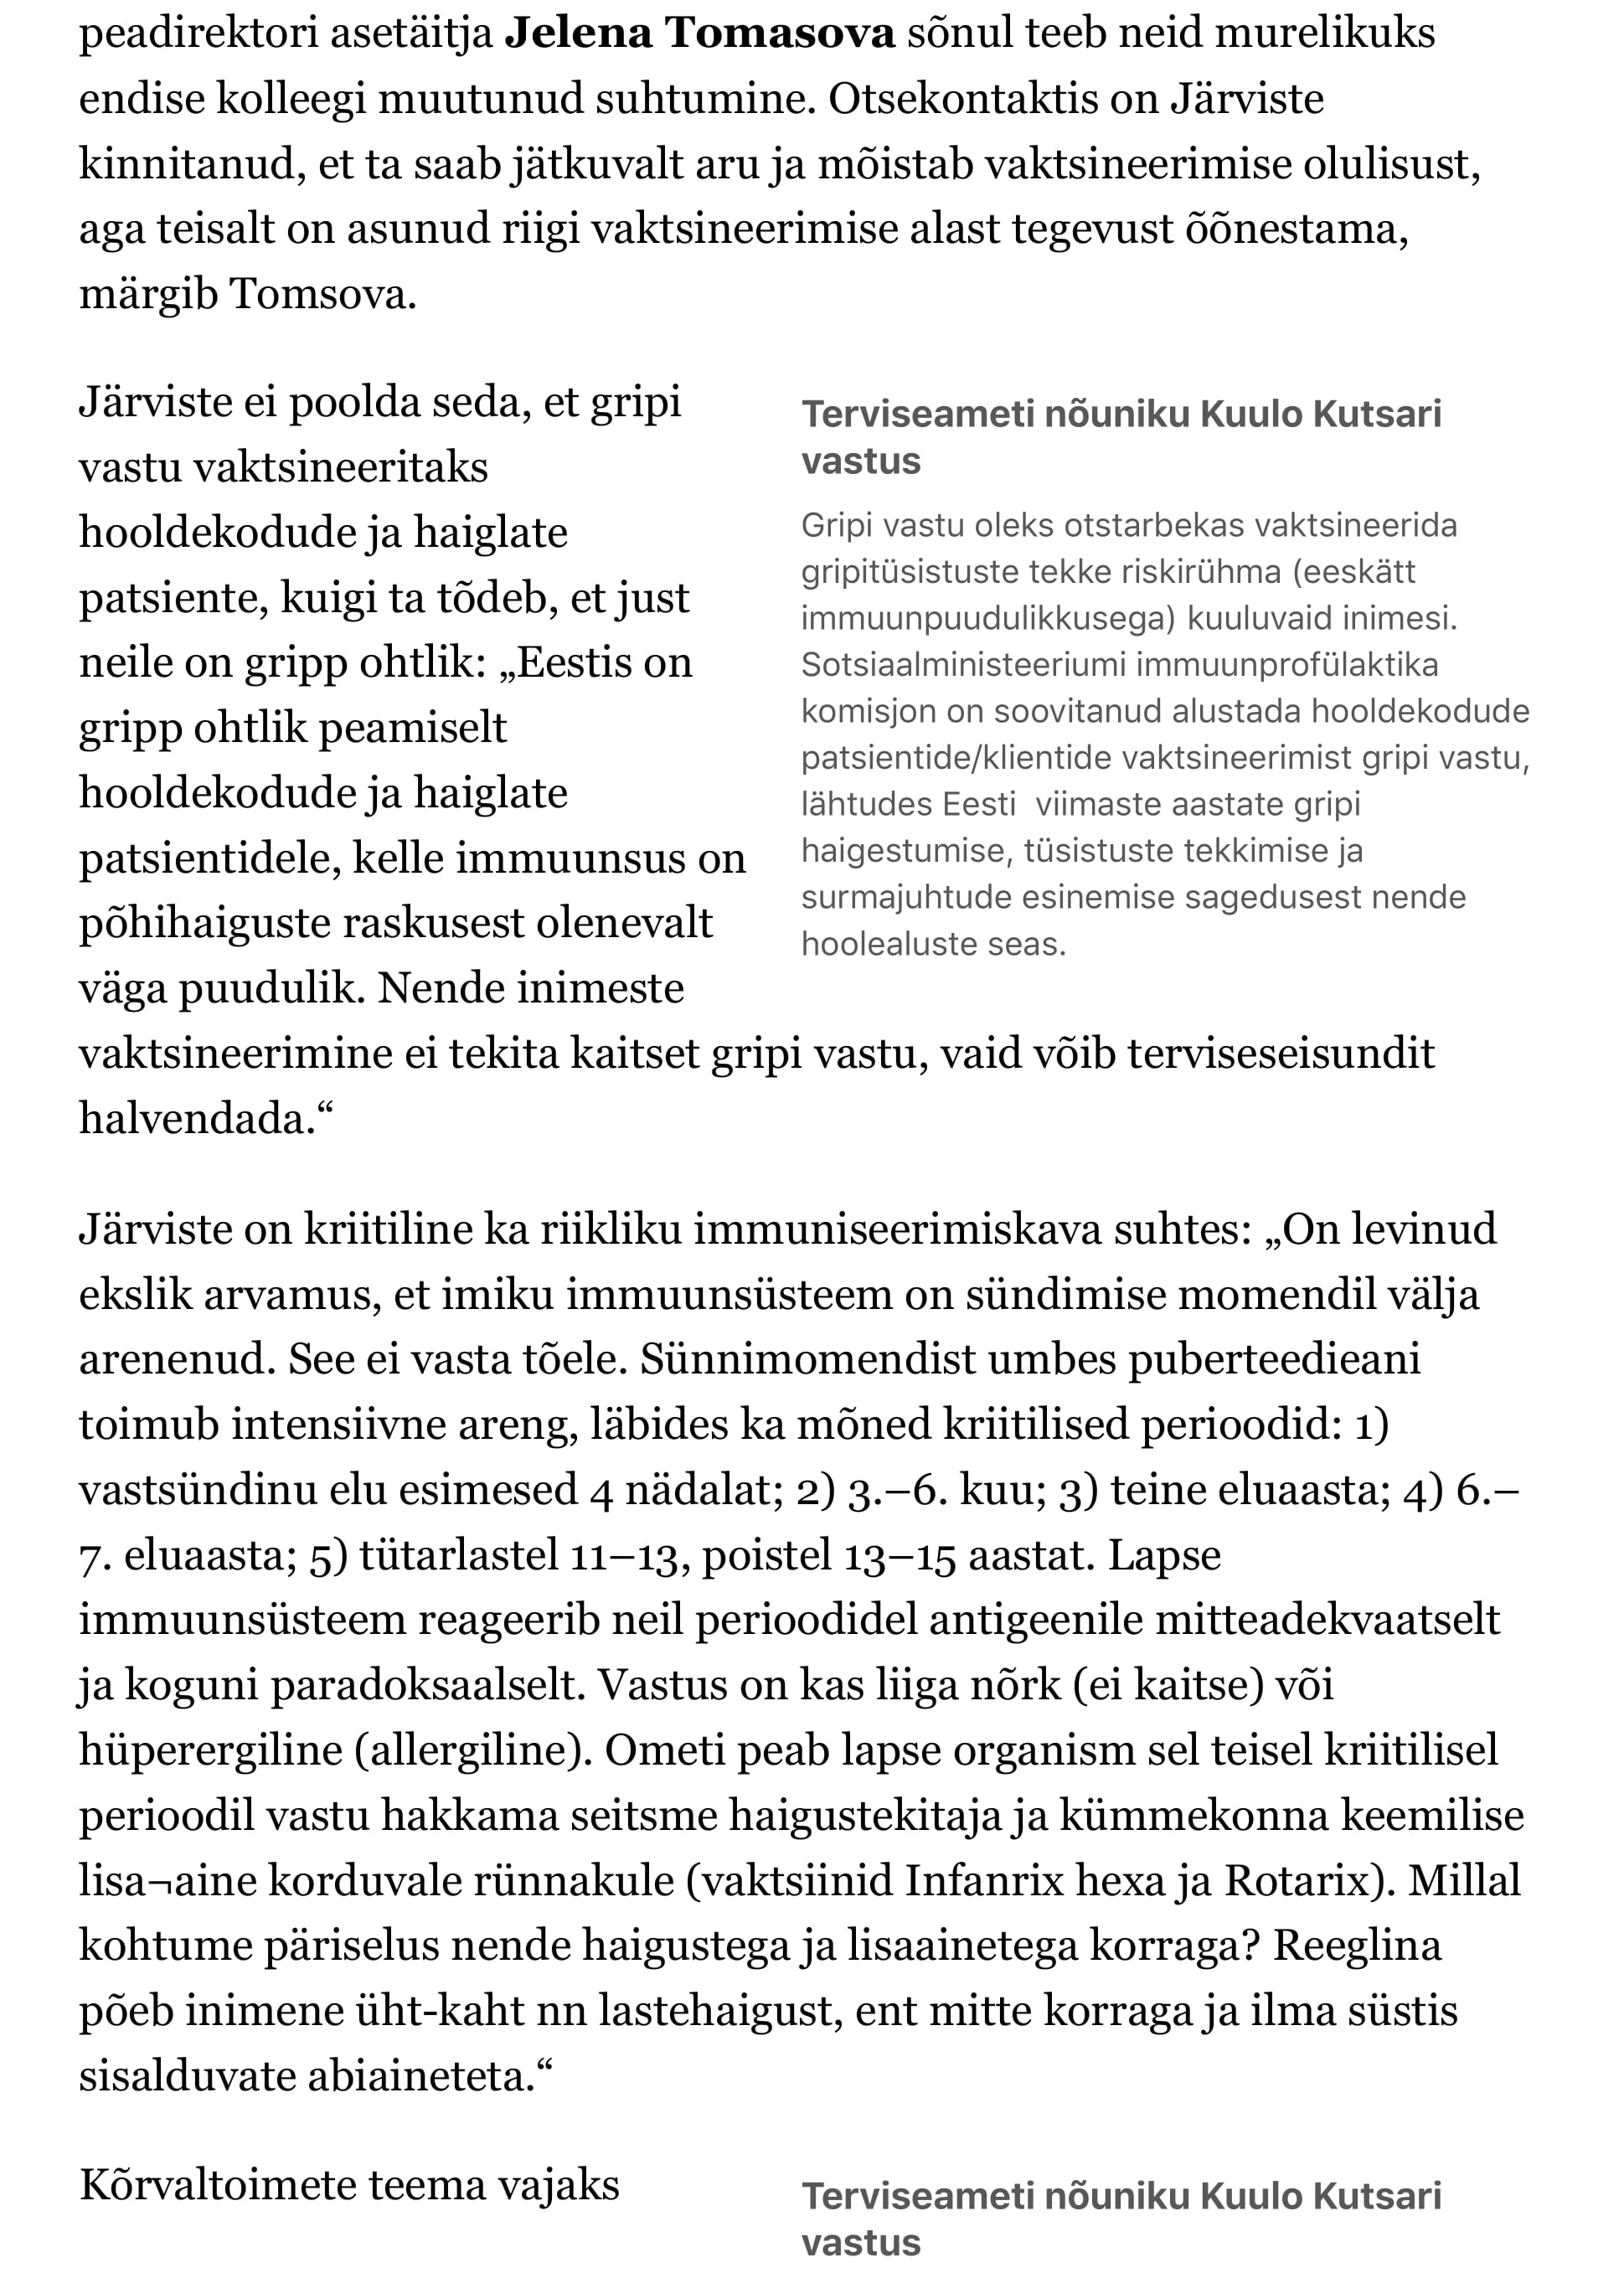 peadirektori asetäitja Jelena Tomasova sõnul teeb neid murelikuks
endise kolleegi muutunud suhtumine. Otsekontaktis on Järviste
kinnitanud, et ta saab jätkuvalt aru ja mõistab vaktsineerimise olulisust,
aga teisalt on asunud riigi vaktsineerimise alast tegevust õõnestama,
märgib Tomsova.
Järviste ei poolda seda, et gripi
vastu vaktsineeritaks
hooldekodude ja haiglate
patsiente, kuigi ta tõdeb, et just
neile on gripp ohtlik: „Eestis on
gripp ohtlik peamiselt
hooldekodude ja haiglate
patsientidele, kelle immuunsus on
põhihaiguste raskusest olenevalt
väga puudulik. Nende inimeste
vaktsineerimine ei tekita kaitset gripi vastu, vaid võib terviseseisundit
halvendada.“
Terviseameti nõuniku Kuulo Kutsari
vastus
Gripi vastu oleks otstarbekas vaktsineerida
gripitüsistuste tekke riskirühma (eeskätt
immuunpuudulikkusega) kuuluvaid inimesi.
Sotsiaalministeeriumi immuunprofülaktika
komisjon on soovitanud alustada hooldekodude
patsientide/klientide vaktsineerimist gripi vastu,
lähtudes Eesti  viimaste aastate gripi
haigestumise, tüsistuste tekkimise ja
surmajuhtude esinemise sagedusest nende
hoolealuste seas.
Järviste on kriitiline ka riikliku immuniseerimiskava suhtes: „On levinud
ekslik arvamus, et imiku immuunsüsteem on sündimise momendil välja
arenenud. See ei vasta tõele. Sünnimomendist umbes puberteedieani
toimub intensiivne areng, läbides ka mõned kriitilised perioodid: 1)
vastsündinu elu esimesed 4 nädalat; 2) 3.–6. kuu; 3) teine eluaasta; 4) 6.–
7. eluaasta; 5) tütarlastel 11–13, poistel 13–15 aastat. Lapse
immuunsüsteem reageerib neil perioodidel antigeenile mitteadekvaatselt
ja koguni paradoksaalselt. Vastus on kas liiga nõrk (ei kaitse) või
hüperergiline (allergiline). Ometi peab lapse organism sel teisel kriitilisel
perioodil vastu hakkama seitsme haigustekitaja ja kümmekonna keemilise
lisa¬aine korduvale rünnakule (vaktsiinid Infanrix hexa ja Rotarix). Millal
kohtume päriselus nende haigustega ja lisaainetega korraga? Reeglina
põeb inimene üht-kaht nn lastehaigust, ent mitte korraga ja ilma süstis
sisalduvate abiaineteta.“
Kõrvaltoimete teema vajaks
Terviseameti nõuniku Kuulo Kutsari
vastus